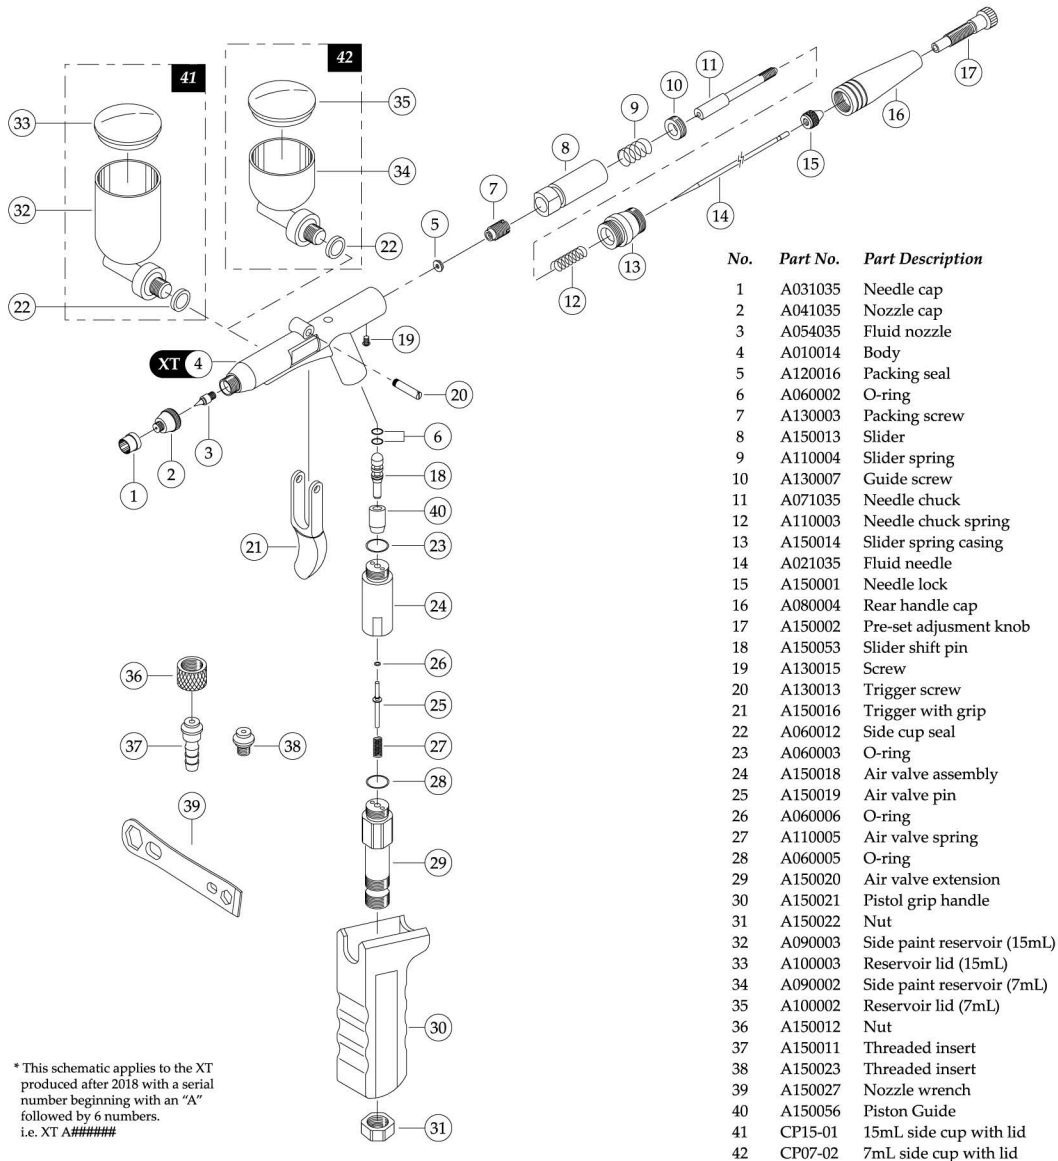 41
42
33
35
32
34
22
22
XT 4
1
2
3
5
7
8
9
10
11
12
13
14
15
16
17
19
20
6
18
40
21
23
24
26
25
36
37
38
27
28
39
29
30
31
No. Part No. Part Description
1 A031035 Needle cap
2 A041035 Nozzle cap
3 A054035 Fluid nozzle
4 A010014 Body
5 A120016 Packing seal
6 A060002 O-ring
7 A130003 Packing screw
8 A150013 Slider
9 A110004 Slider spring
10 A130007 Guide screw
11 A071035 Needle chuck
12 A110003 Needle chuck spring
13 A150014 Slider spring casing
14 A021035 Fluid needle
15 A150001 Needle lock
16 A080004 Rear handle cap
17 A150002 Pre-set adjusment knob
18 A150053 Slider shift pin
19 A130015 Screw
20 A130013 Trigger screw
21 A150016 Trigger with grip
22 A060012 Side cup seal
23 A060003 O-ring
24 A150018 Air valve assembly
25 A150019 Air valve pin
26 A060006 O-ring
27 A110005 Air valve spring
28 A060005 O-ring
29 A150020 Air valve extension
30 A150021 Pistol grip handle
31 A150022 Nut
32 A090003 Side paint reservoir (15mL)
33 A100003 Reservoir lid (15mL)
34 A090002 Side paint reservoir (7mL)
35 A100002 Reservoir lid (7mL)
36 A150012 Nut
37 A150011 Threaded insert
38 A150023 Threaded insert
39 A150027 Nozzle wrench
40 A150056 Piston Guide
41 CP15-01 15mL side cup with lid
42 CP07-02 7mL side cup with lid
* This schematic applies to the XT
produced after 2018 with a serial
number beginning with an “A”
followed by 6 numbers.
i.e. XT A######